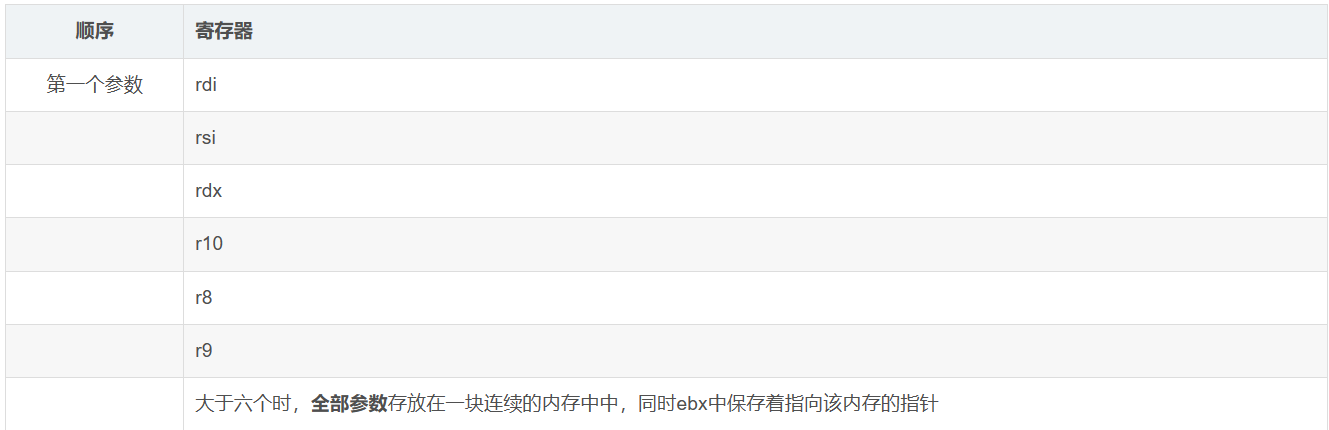 顺序 寄存器
第一个参数 rdi
rsi
rdx
r10
r8
r9
大于六个时，全部参数存放在一块连续的内存中中，同时ebx中保存着指向该内存的指针